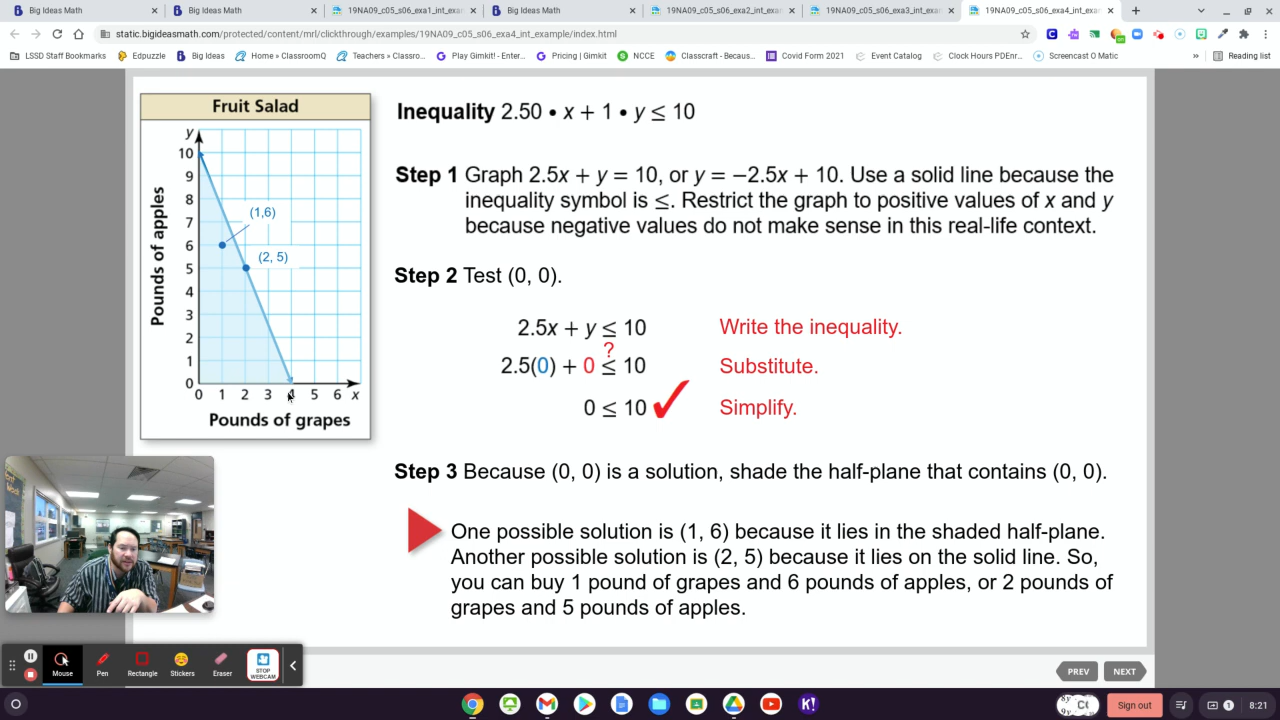 Big Ideas Math
Big Ideas Math
19NA09_c05_s06_exa1_int_exar
Big Ideas Math
19NA09_c05_s06_exa2_int_exam
19NA09_c05_s06_exa3_int_exam
19NA09_c05_s06_exa4_int_exam
static.bigideasmath.com/protected/content/mrl/clickthrough/examples/19NA09_c05_s06_exa4_int_example/index.html
LSSD Staff Bookmarks
Edpuzzle
Big Ideas
Home » ClassroomQ
Teachers » Classro...
Play Gimkit! - Enter...
Pricing | Gimkit
NCCE
Classcraft - Becaus...
Covid Form 2021
Event Catalog
Clock Hours PDEnr...
Screencast O Matic
»
Reading list
Fruit Salad
y
10
9
8
7
6
5
4
3
2
1
0
(1,6)
(2, 5)
0 1 2 3 4 5 6 x
Pounds of apples
Pounds of grapes
Inequality 2.50 • x + 1 • y ≤ 10
Step 1 Graph 2.5x + y = 10, or y = −2.5x + 10. Use a solid line because the
inequality symbol is ≤. Restrict the graph to positive values of x and y
because negative values do not make sense in this real-life context.
Step 2 Test (0, 0).
2.5x + y ≤ 10 Write the inequality.
?
2.5(0) + 0 ≤ 10 Substitute.
0 ≤ 10 Simplify.
Step 3 Because (0, 0) is a solution, shade the half-plane that contains (0, 0).
One possible solution is (1, 6) because it lies in the shaded half-plane.
Another possible solution is (2, 5) because it lies on the solid line. So,
you can buy 1 pound of grapes and 6 pounds of apples, or 2 pounds of
grapes and 5 pounds of apples.
Mouse
Pen
Rectangle
Stickers
Eraser
STOP
WEBCAM
PREV
NEXT
K!
Sign out
1
8:21